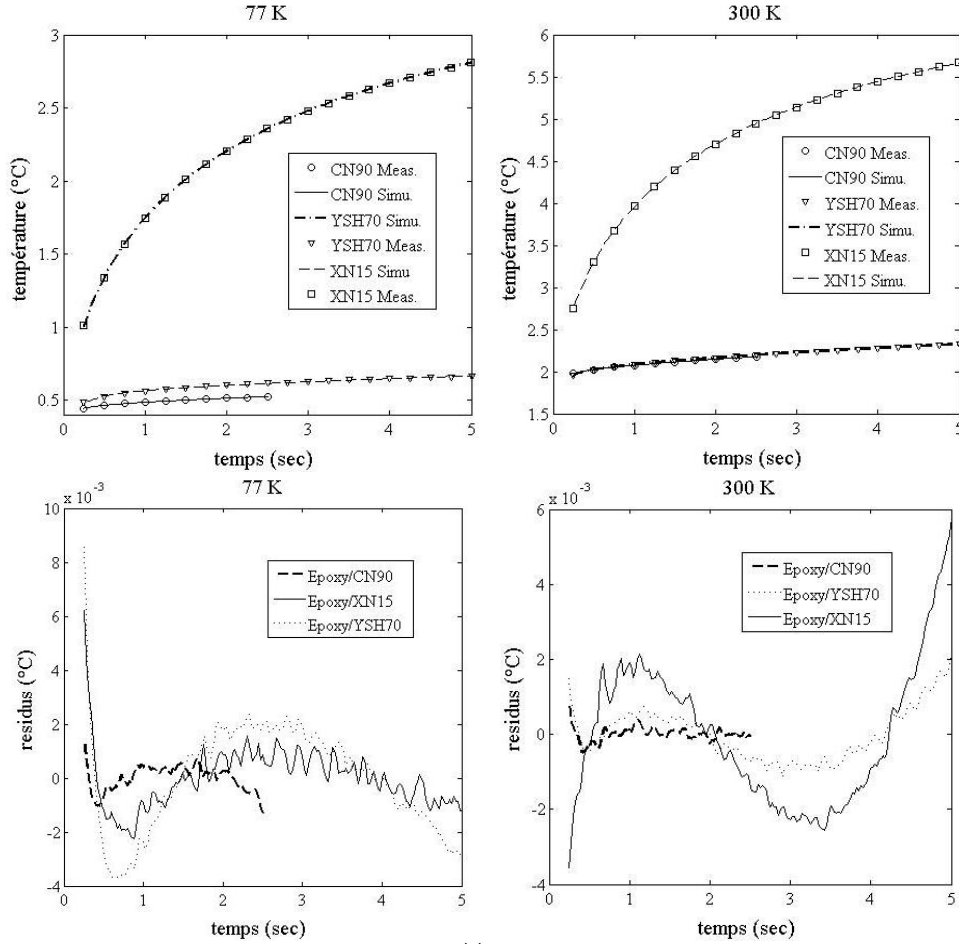 77 K
température (°C)
3
2.5
2
1.5
1
0.5
CN90 Meas.
CN90 Simu.
YSH70 Simu.
YSH70 Meas.
XN15 Simu
XN15 Meas.
0 1 2 3 4 5
temps (sec)
300 K
température (°C)
6
5.5
5
4.5
4
3.5
3
2.5
2
1.5
CN90 Meas.
CN90 Simu.
YSH70 Meas.
YSH70 Simu.
XN15 Meas.
XN15 Simu.
0 1 2 3 4 5
temps (sec)
77 K
x 10⁻³
residus (°C)
10
8
6
4
2
0
-2
-4
Epoxy/CN90
Epoxy/XN15
Epoxy/YSH70
0 1 2 3 4 5
temps (sec)
300 K
x 10⁻³
residus (°C)
6
4
2
0
-2
-4
Epoxy/CN90
Epoxy/YSH70
Epoxy/XN15
0 1 2 3 4 5
temps (sec)